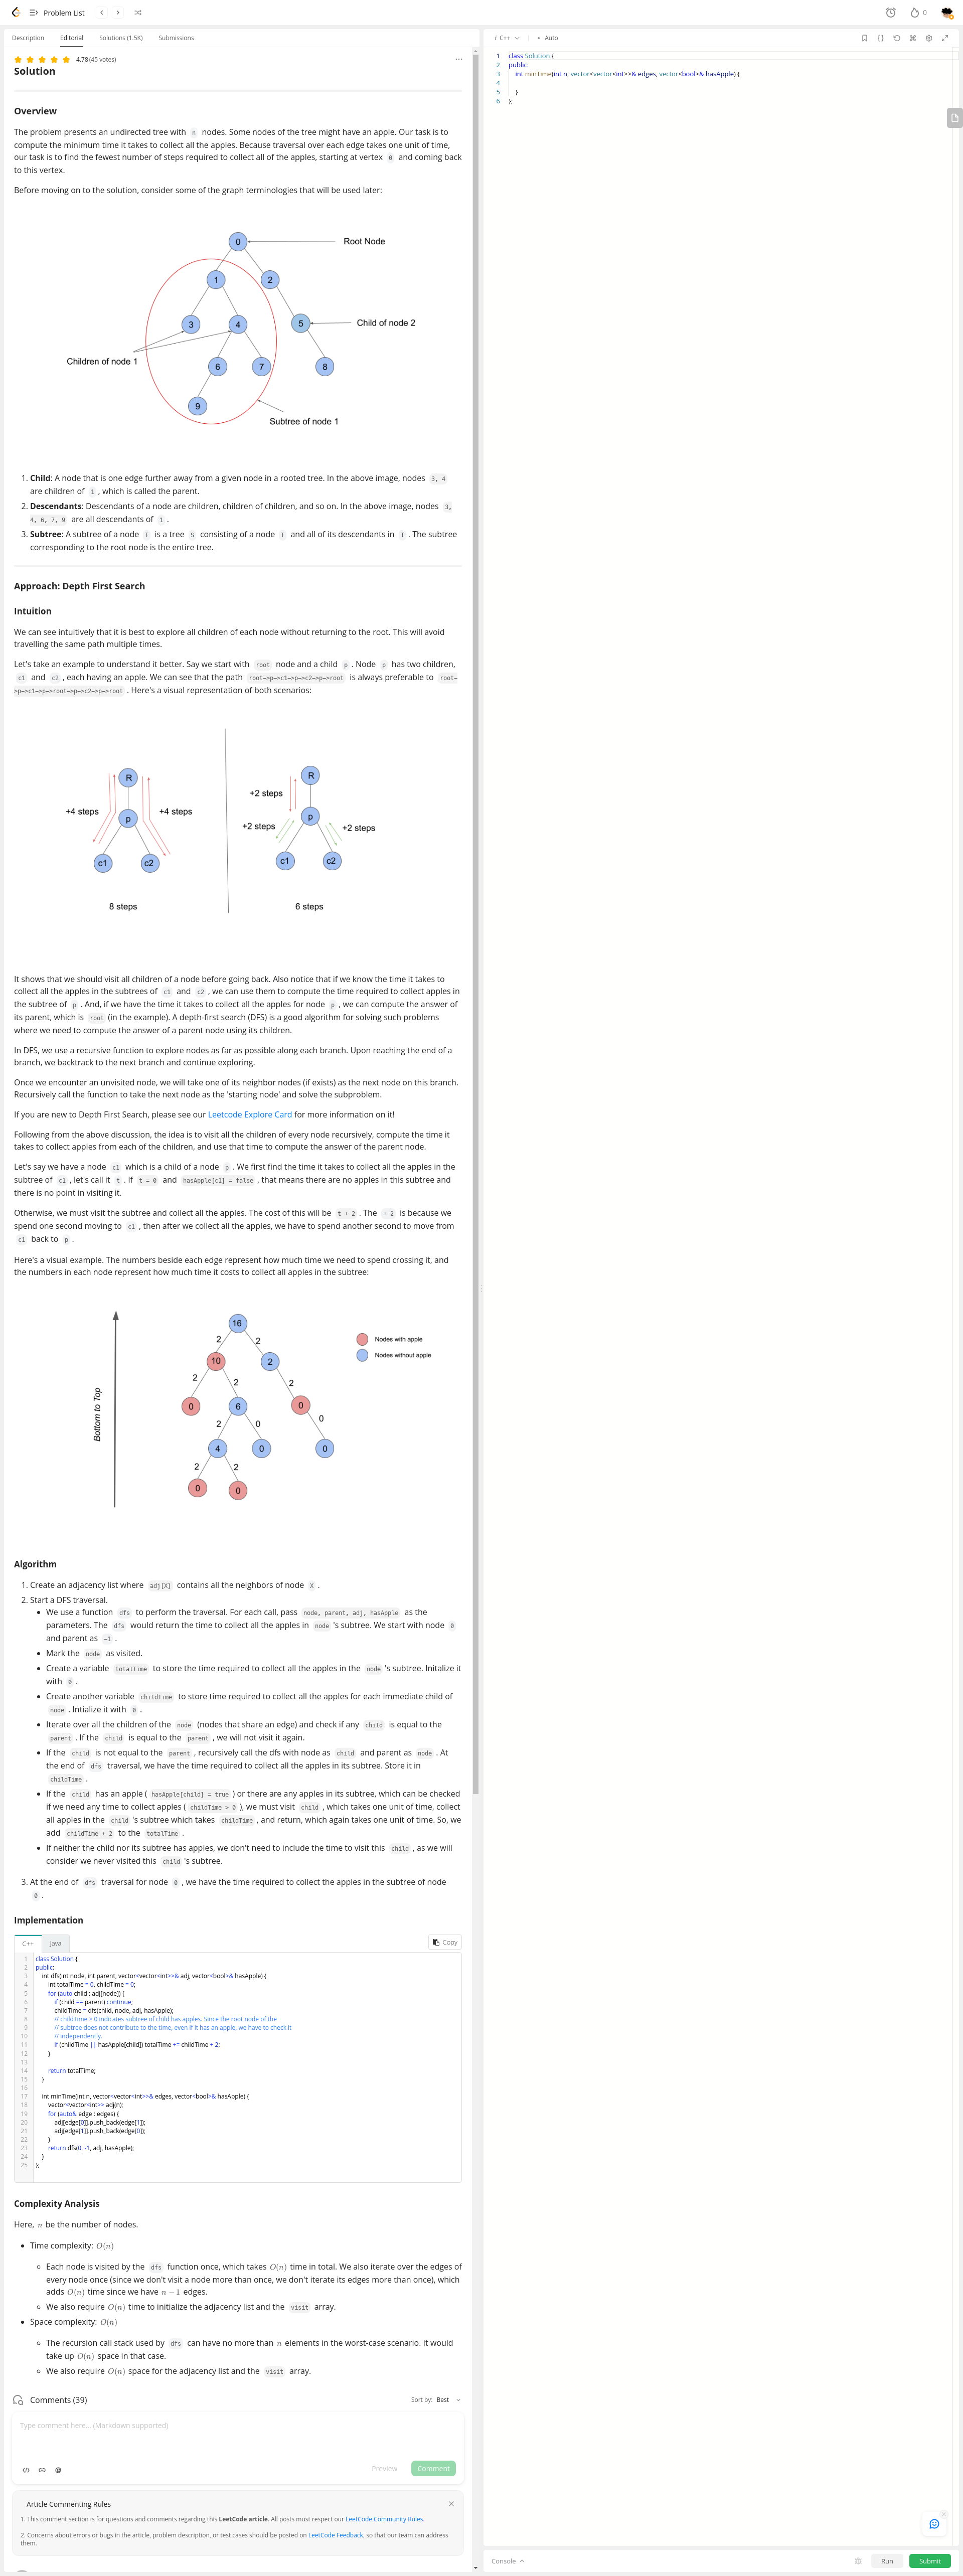 Problem List
0
Description Editorial Solutions (1.5K) Submissions
4.78 (45 votes)
Solution
Overview
The problem presents an undirected tree with n nodes. Some nodes of the tree might have an apple. Our task is to
compute the minimum time it takes to collect all the apples. Because traversal over each edge takes one unit of time,
our task is to find the fewest number of steps required to collect all of the apples, starting at vertex 0 and coming back
to this vertex.
Before moving on to the solution, consider some of the graph terminologies that will be used later:
0 Root Node
1 2
3 4 5 Child of node 2
Children of node 1 6 7 8
9
Subtree of node 1
1. Child: A node that is one edge further away from a given node in a rooted tree. In the above image, nodes 3, 4
are children of 1 , which is called the parent.
2. Descendants: Descendants of a node are children, children of children, and so on. In the above image, nodes 3,
4, 6, 7, 9 are all descendants of 1 .
3. Subtree: A subtree of a node T is a tree S consisting of a node T and all of its descendants in T . The subtree
corresponding to the root node is the entire tree.
Approach: Depth First Search
Intuition
We can see intuitively that it is best to explore all children of each node without returning to the root. This will avoid
travelling the same path multiple times.
Let's take an example to understand it better. Say we start with root node and a child p . Node p has two children,
c1 and c2 , each having an apple. We can see that the path root->p->c1->p->c2->p->root is always preferable to root-
>p->c1->p->root->p->c2->p->root . Here's a visual representation of both scenarios:
R R
+2 steps
+4 steps p +4 steps p
+2 steps +2 steps
c1 c2 c1 c2
8 steps 6 steps
It shows that we should visit all children of a node before going back. Also notice that if we know the time it takes to
collect all the apples in the subtrees of c1 and c2 , we can use them to compute the time required to collect apples in
the subtree of p . And, if we have the time it takes to collect all the apples for node p , we can compute the answer of
its parent, which is root (in the example). A depth-first search (DFS) is a good algorithm for solving such problems
where we need to compute the answer of a parent node using its children.
In DFS, we use a recursive function to explore nodes as far as possible along each branch. Upon reaching the end of a
branch, we backtrack to the next branch and continue exploring.
Once we encounter an unvisited node, we will take one of its neighbor nodes (if exists) as the next node on this branch.
Recursively call the function to take the next node as the 'starting node' and solve the subproblem.
If you are new to Depth First Search, please see our Leetcode Explore Card for more information on it!
Following from the above discussion, the idea is to visit all the children of every node recursively, compute the time it
takes to collect apples from each of the children, and use that time to compute the answer of the parent node.
Let's say we have a node c1 which is a child of a node p . We first find the time it takes to collect all the apples in the
subtree of c1 , let's call it t . If t = 0 and hasApple[c1] = false , that means there are no apples in this subtree and
there is no point in visiting it.
Otherwise, we must visit the subtree and collect all the apples. The cost of this will be t + 2 . The + 2 is because we
spend one second moving to c1 , then after we collect all the apples, we have to spend another second to move from
c1 back to p .
Here's a visual example. The numbers beside each edge represent how much time we need to spend crossing it, and
the numbers in each node represent how much time it costs to collect all apples in the subtree:
16
2 2 Nodes with apple
10 2 Nodes without apple
2 2 2
0 6 0
Bottom to Top
2 0 0
4 0 0
2 2
0 0
Algorithm
1. Create an adjacency list where adj[X] contains all the neighbors of node X .
2. Start a DFS traversal.
We use a function dfs to perform the traversal. For each call, pass node, parent, adj, hasApple as the
parameters. The dfs would return the time to collect all the apples in node 's subtree. We start with node 0
and parent as -1 .
Mark the node as visited.
Create a variable totalTime to store the time required to collect all the apples in the node 's subtree. Initalize it
with 0 .
Create another variable childTime to store time required to collect all the apples for each immediate child of
node . Intialize it with 0 .
Iterate over all the children of the node (nodes that share an edge) and check if any child is equal to the
parent . If the child is equal to the parent , we will not visit it again.
If the child is not equal to the parent , recursively call the dfs with node as child and parent as node . At
the end of dfs traversal, we have the time required to collect all the apples in its subtree. Store it in
childTime .
If the child has an apple ( hasApple[child] = true ) or there are any apples in its subtree, which can be checked
if we need any time to collect apples ( childTime > 0 ), we must visit child , which takes one unit of time, collect
all apples in the child 's subtree which takes childTime , and return, which again takes one unit of time. So, we
add childTime + 2 to the totalTime .
If neither the child nor its subtree has apples, we don't need to include the time to visit this child , as we will
consider we never visited this child 's subtree.
3. At the end of dfs traversal for node 0 , we have the time required to collect the apples in the subtree of node
0 .
Implementation
C++ Java Copy
1 class Solution {
2 public:
3 int dfs(int node, int parent, vector<vector<int>>& adj, vector<bool>& hasApple) {
4 int totalTime = 0, childTime = 0;
5 for (auto child : adj[node]) {
6 if (child == parent) continue;
7 childTime = dfs(child, node, adj, hasApple);
8 // childTime > 0 indicates subtree of child has apples. Since the root node of the
9 // subtree does not contribute to the time, even if it has an apple, we have to check it
10 // independently.
11 if (childTime || hasApple[child]) totalTime += childTime + 2;
12 }
13
14 return totalTime;
15 }
16
17 int minTime(int n, vector<vector<int>>& edges, vector<bool>& hasApple) {
18 vector<vector<int>> adj(n);
19 for (auto& edge : edges) {
20 adj[edge[0]].push_back(edge[1]);
21 adj[edge[1]].push_back(edge[0]);
22 }
23 return dfs(0, -1, adj, hasApple);
24 }
25 };
Complexity Analysis
Here, n be the number of nodes.
Time complexity: O(n)
Each node is visited by the dfs function once, which takes O(n) time in total. We also iterate over the edges of
every node once (since we don't visit a node more than once, we don't iterate its edges more than once), which
adds O(n) time since we have n − 1 edges.
We also require O(n) time to initialize the adjacency list and the visit array.
Space complexity: O(n)
The recursion call stack used by dfs can have no more than n elements in the worst-case scenario. It would
take up O(n) space in that case.
We also require O(n) space for the adjacency list and the visit array.
Comments (39) Sort by: Best
Type comment here... (Markdown supported)
Preview Comment
Article Commenting Rules
1. This comment section is for questions and comments regarding this LeetCode article. All posts must respect our LeetCode Community Rules.
2. Concerns about errors or bugs in the article, problem description, or test cases should be posted on LeetCode Feedback, so that our team can address
them.
i C++ Auto
1 class Solution {
2 public:
3 int minTime(int n, vector<vector<int>>& edges, vector<bool>& hasApple) {
4
5 }
6 };
Console Run Submit